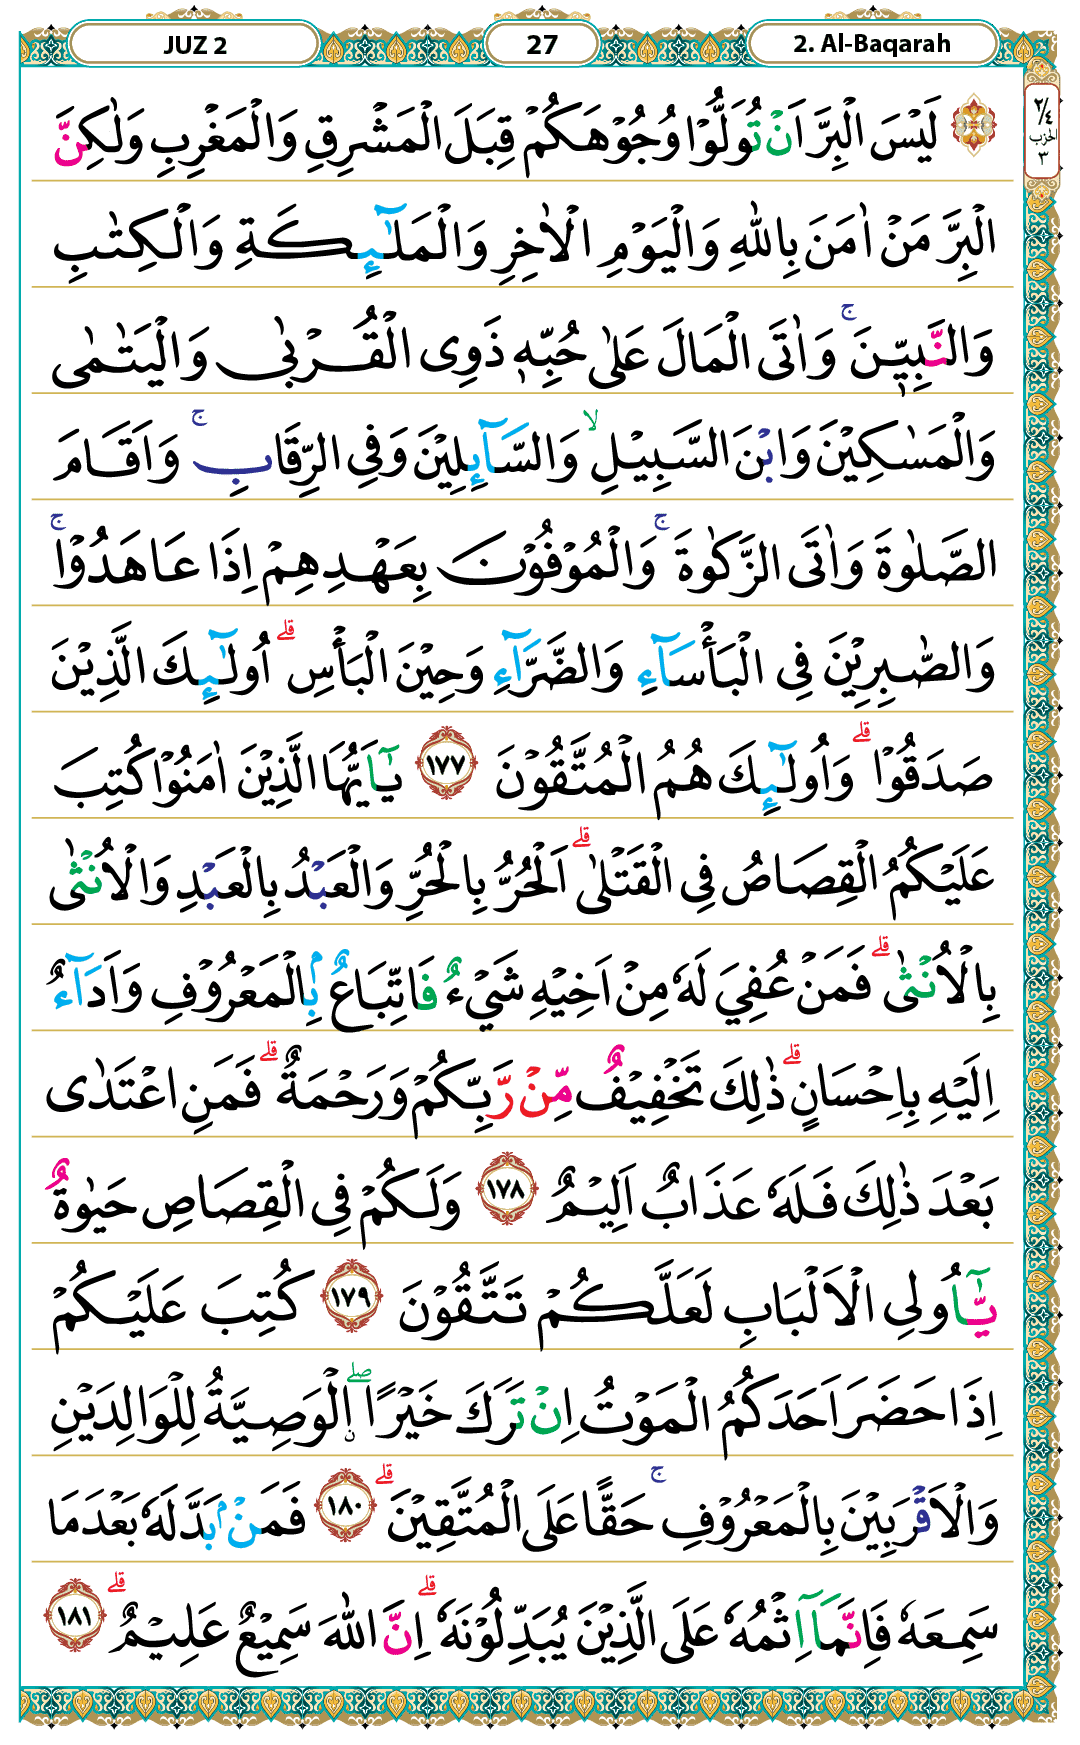 JUZ 2
27
2. Al-Baqarah
٢/٤
الحزب
٣
لَيْسَ الْبِرَّ اَنْ تُوَلُّوْا وُجُوْهَكُمْ قِبَلَ الْمَشْرِقِ وَالْمَغْرِبِ وَلٰكِنَّ
الْبِرَّ مَنْ اٰمَنَ بِاللّٰهِ وَالْيَوْمِ الْاٰخِرِ وَالْمَلٰۤىِٕكَةِ وَالْكِتٰبِ
وَالنَّبِيّٖنَ ۚ وَاٰتَى الْمَالَ عَلٰى حُبِّهٖ ذَوِى الْقُرْبٰى وَالْيَتٰمٰى
وَالْمَسٰكِيْنَ وَابْنَ السَّبِيْلِ ۙ وَالسَّاۤىِٕلِيْنَ وَفِى الرِّقَابِ ۚ وَاَقَامَ
الصَّلٰوةَ وَاٰتَى الزَّكٰوةَ ۚ وَالْمُوْفُوْنَ بِعَهْدِهِمْ اِذَا عَاهَدُوْا ۚ
وَالصّٰبِرِيْنَ فِى الْبَأْسَاۤءِ وَالضَّرَّاۤءِ وَحِيْنَ الْبَأْسِ ۗ اُولٰۤىِٕكَ الَّذِيْنَ
صَدَقُوْا ۗ وَاُولٰۤىِٕكَ هُمُ الْمُتَّقُوْنَ ١٧٧ يٰٓاَيُّهَا الَّذِيْنَ اٰمَنُوْا كُتِبَ
عَلَيْكُمُ الْقِصَاصُ فِى الْقَتْلٰى ۗ اَلْحُرُّ بِالْحُرِّ وَالْعَبْدُ بِالْعَبْدِ وَالْاُنْثٰى
بِالْاُنْثٰى ۗ فَمَنْ عُفِيَ لَهٗ مِنْ اَخِيْهِ شَيْءٌ فَاتِّبَاعٌ ۢبِالْمَعْرُوْفِ وَاَدَاۤءٌ
اِلَيْهِ بِاِحْسَانٍ ۗ ذٰلِكَ تَخْفِيْفٌ مِّنْ رَّبِّكُمْ وَرَحْمَةٌ ۗ فَمَنِ اعْتَدٰى
بَعْدَ ذٰلِكَ فَلَهٗ عَذَابٌ اَلِيْمٌ ١٧٨ وَلَكُمْ فِى الْقِصَاصِ حَيٰوةٌ
يّٰٓاُولِى الْاَلْبَابِ لَعَلَّكُمْ تَتَّقُوْنَ ١٧٩ كُتِبَ عَلَيْكُمْ
اِذَا حَضَرَ اَحَدَكُمُ الْمَوْتُ اِنْ تَرَكَ خَيْرًا ۖ ۨالْوَصِيَّةُ لِلْوَالِدَيْنِ
وَالْاَقْرَبِيْنَ بِالْمَعْرُوْفِ ۚ حَقًّا عَلَى الْمُتَّقِيْنَ ۗ ١٨٠ فَمَنْ ۢبَدَّلَهٗ بَعْدَمَا
سَمِعَهٗ فَاِنَّمَآ اِثْمُهٗ عَلَى الَّذِيْنَ يُبَدِّلُوْنَهٗ ۗ اِنَّ اللّٰهَ سَمِيْعٌ عَلِيْمٌ ۗ ١٨١